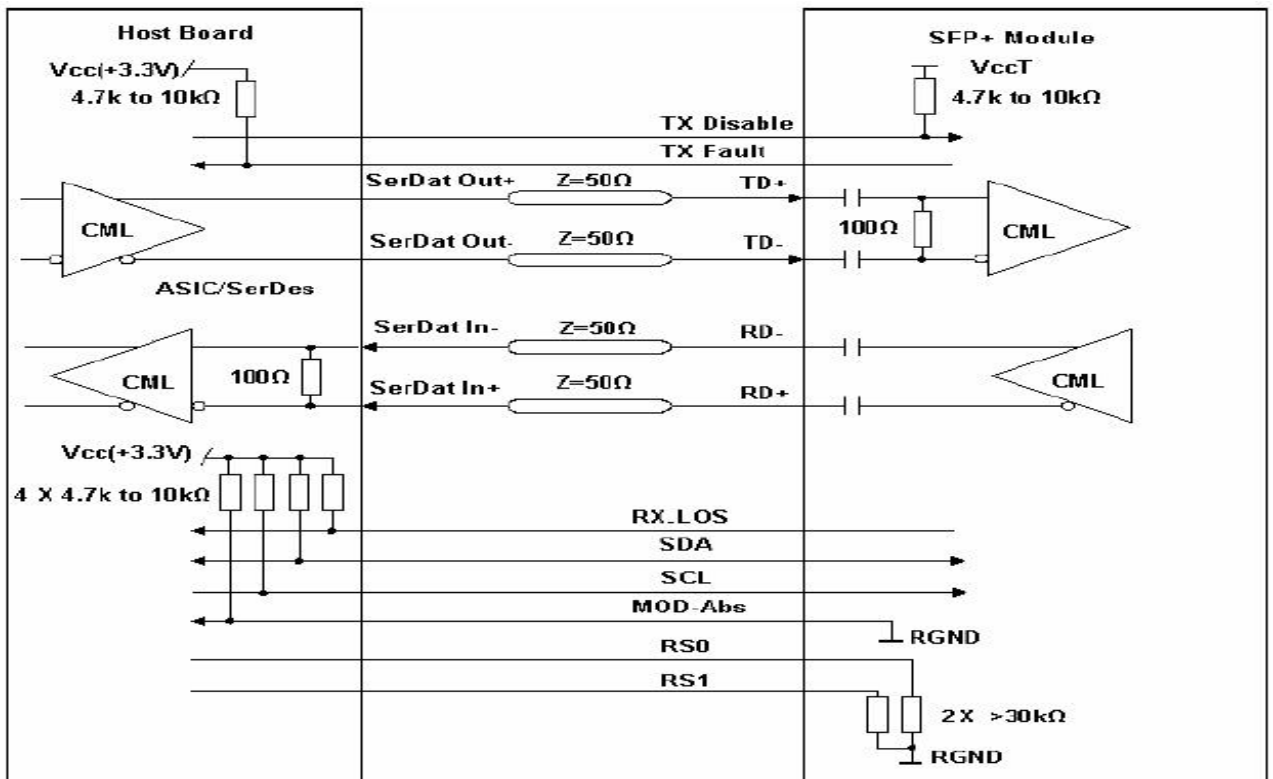 Host Board
SFP+ Module
Vcc(+3.3V)
4.7k to 10kΩ
VccT
4.7k to 10kΩ
TX Disable
TX Fault
SerDat Out+
Z=50Ω
TD+
CML
100Ω
CML
SerDat Out-
Z=50Ω
TD-
ASIC/SerDes
SerDat In-
Z=50Ω
RD-
CML
100Ω
CML
SerDat In+
Z=50Ω
RD+
Vcc(+3.3V)
4 X 4.7k to 10kΩ
RX_LOS
SDA
SCL
MOD-Abs
RGND
RS0
RS1
2X >30kΩ
RGND